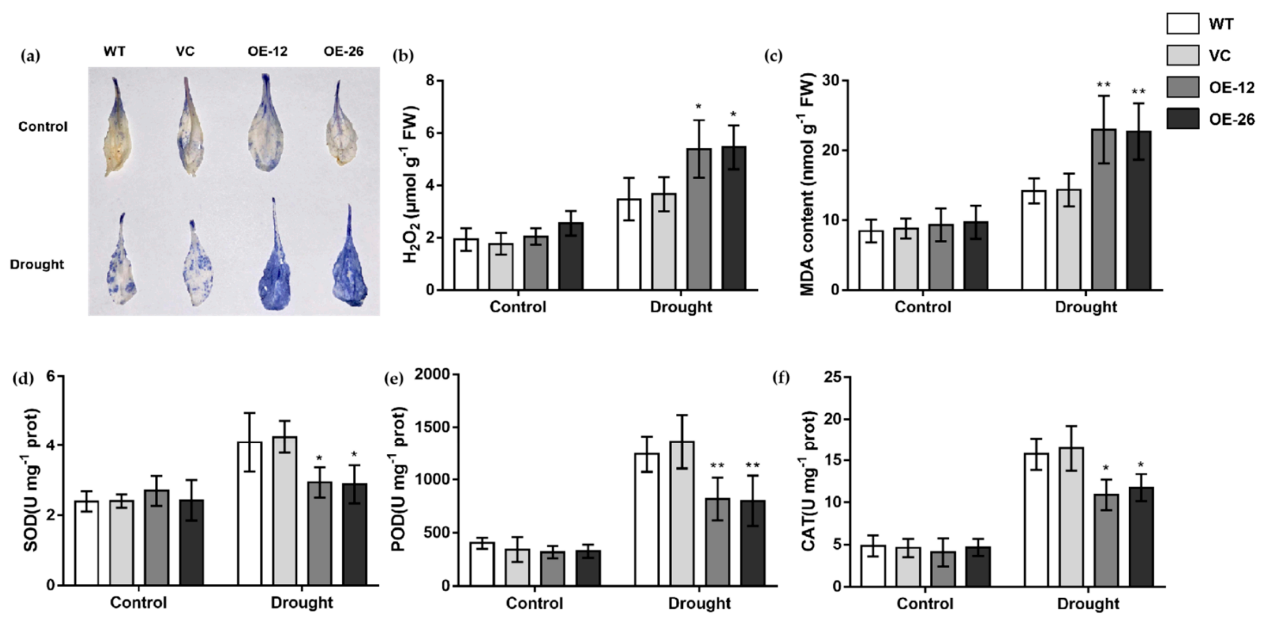 (a)
WT VC OE-12 OE-26
Control
Drought
(b)
H₂O₂ (μmol g⁻¹ FW)
8
6
4
2
0
* *
Control Drought
(c)
MDA content (nmol g⁻¹ FW)
30
20
10
0
** **
Control Drought
WT
VC
OE-12
OE-26
(d)
SOD(U mg⁻¹ prot)
6
4
2
0
* *
Control Drought
(e)
POD(U mg⁻¹ prot)
2000
1500
1000
500
0
** **
Control Drought
(f)
CAT(U mg⁻¹ prot)
25
20
15
10
5
0
* *
Control Drought